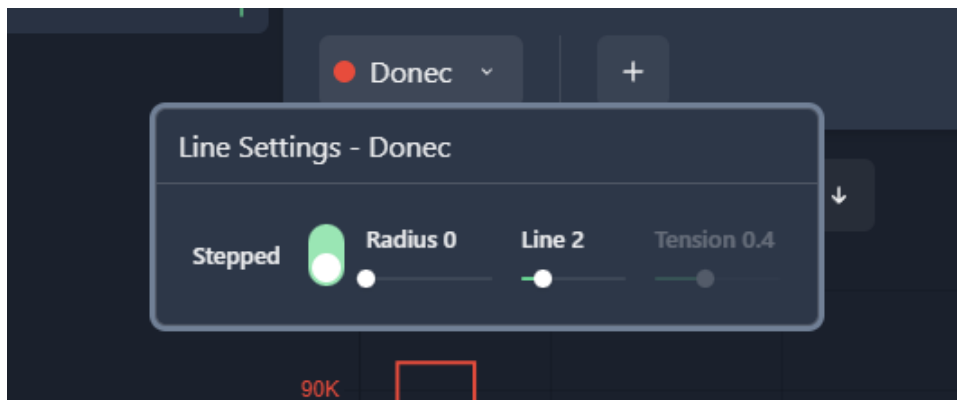 Donec
+
Line Settings - Donec
Stepped
Radius 0
Line 2
Tension 0.4
90K